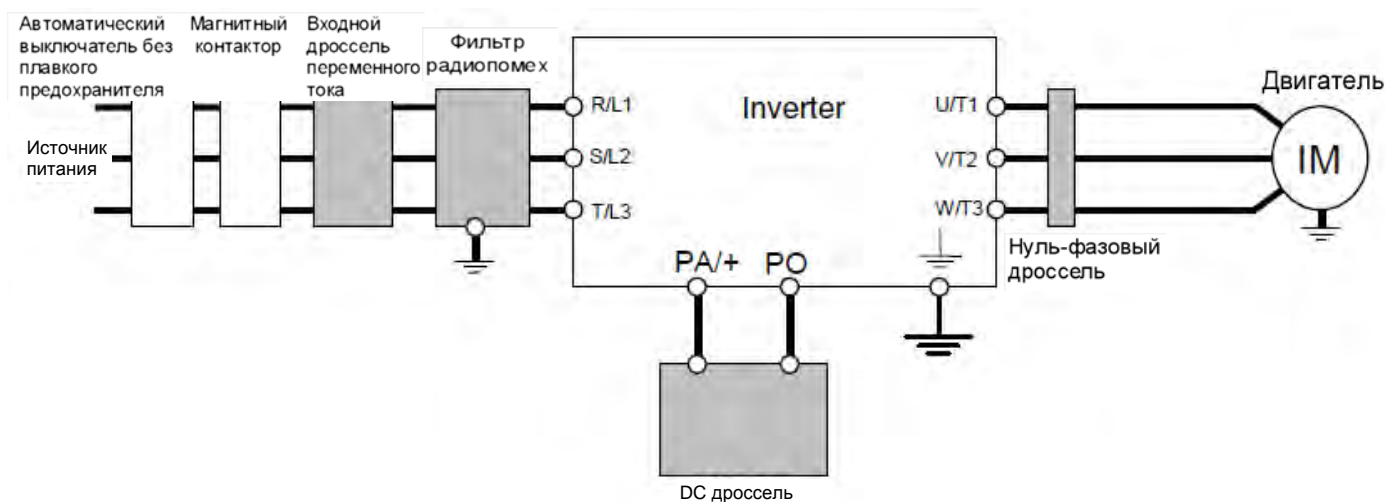 Автоматический
выключатель без
плавкого
предохранителя
Магнитный
контактор
Входной
дроссель
переменного
тока
Фильтр
радиопомех
Источник
питания
R/L1
S/L2
T/L3
Inverter
U/T1
V/T2
W/T3
PA/+
PO
Нуль-фазовый
дроссель
Двигатель
IM
DC дроссель